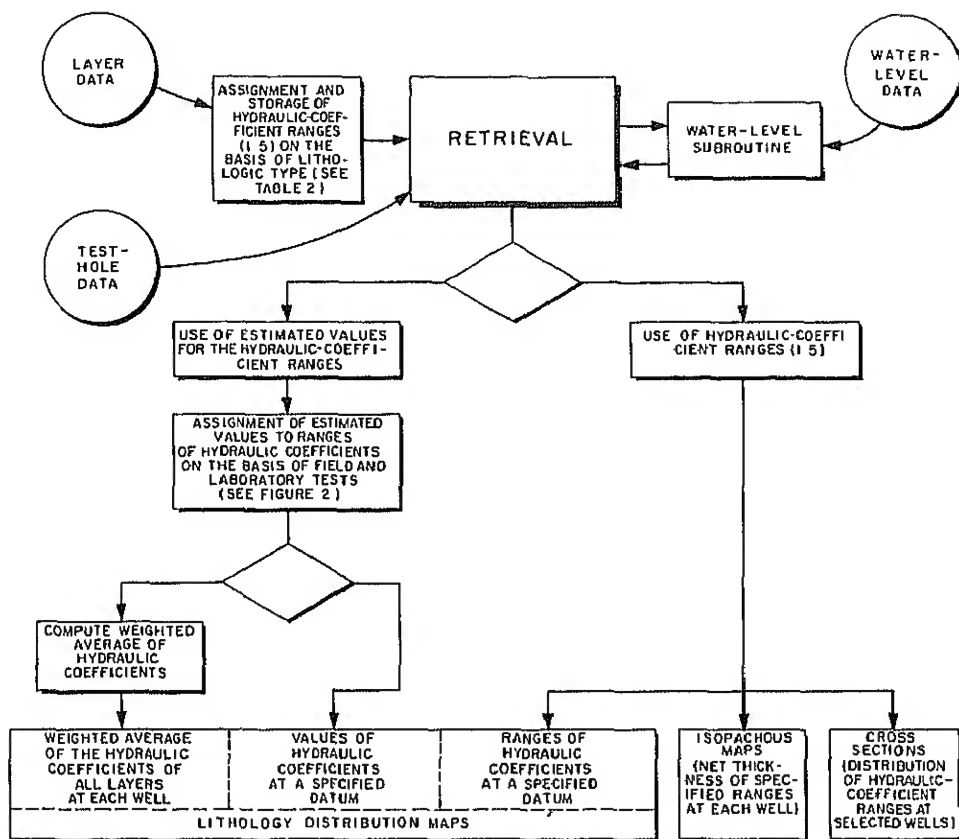 LAYER
DATA
ASSIGNMENT AND
STORAGE OF
HYDRAULIC-COEF-
FICIENT RANGES
(1 5) ON THE
BASIS OF LITHO-
LOGIC TYPE (SEE
TABLE 2)
RETRIEVAL
WATER-LEVEL
SUBROUTINE
WATER-
LEVEL
DATA
TEST-
HOLE
DATA
USE OF ESTIMATED VALUES
FOR THE HYDRAULIC-COEFFI-
CIENT RANGES
USE OF HYDRAULIC-COEFFI
CIENT RANGES (1 5)
ASSIGNMENT OF ESTIMATED
VALUES TO RANGES
OF HYDRAULIC COEFFICIENTS
ON THE BASIS OF FIELD AND
LABORATORY TESTS
(SEE FIGURE 2)
COMPUTE WEIGHTED
AVERAGE OF
HYDRAULIC
COEFFICIENTS
WEIGHTED AVERAGE
OF THE HYDRAULIC
COEFFICIENTS OF
ALL LAYERS
AT EACH WELL
VALUES OF
HYDRAULIC
COEFFICIENTS
AT A SPECIFIED
DATUM
RANGES OF
HYDRAULIC
COEFFICIENTS
AT A SPECIFIED
DATUM
LITHOLOGY DISTRIBUTION MAPS
ISOPACHOUS
MAPS
(NET THICK-
NESS OF SPEC-
IFIED RANGES
AT EACH WELL)
CROSS
SECTIONS
(DISTRIBUTION
OF HYDRAULIC-
COEFFICIENT
RANGES AT
SELECTED WELLS)